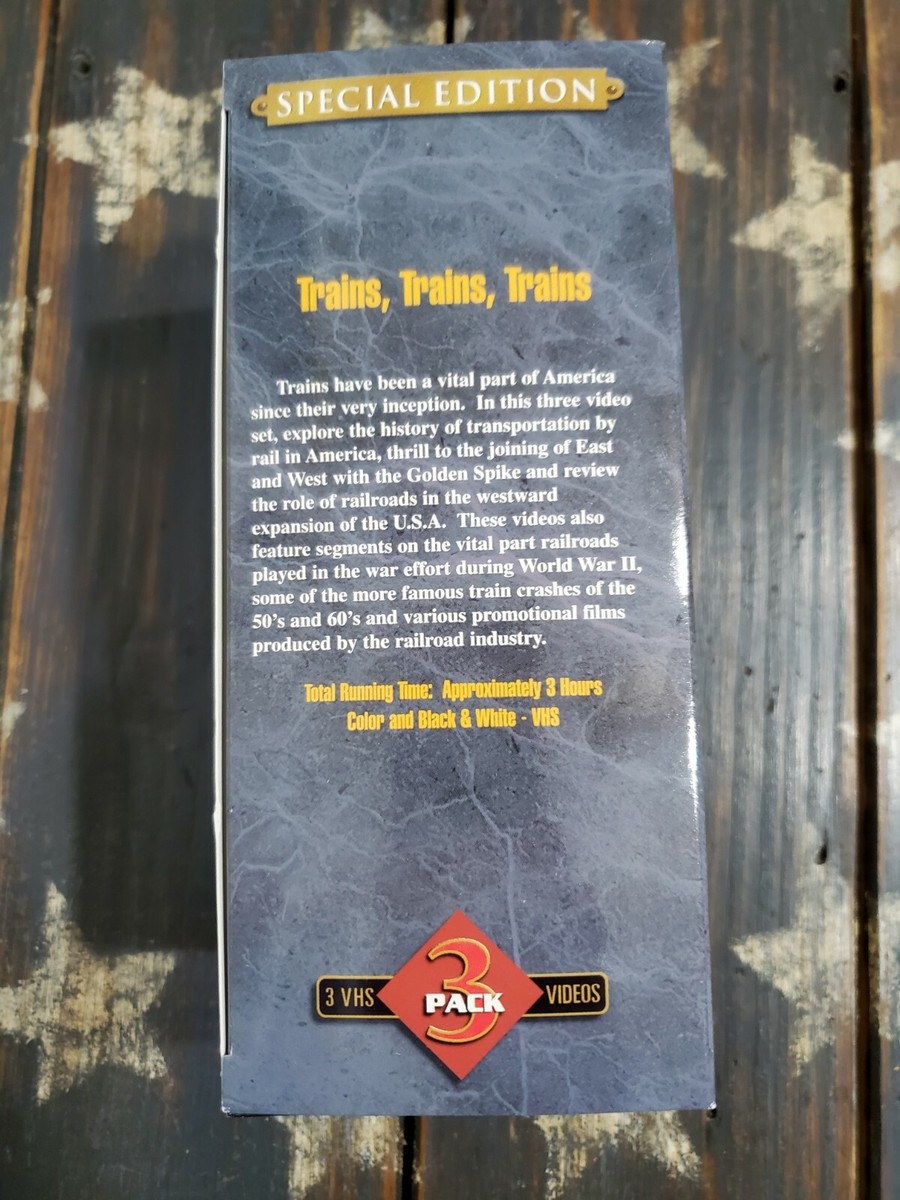 SPECIAL EDITION
Trains, Trains, Trains
Trains have been a vital part of America
since their very inception. In this three video
set, explore the history of transportation by
rail in America, thrill to the joining of East
and West with the Golden Spike and review
the role of railroads in the westward
expansion of the U.S.A. These videos also
feature segments on the vital part railroads
played in the war effort during World War II,
some of the more famous train crashes of the
50's and 60's and various promotional films
produced by the railroad industry.
Total Running Time: Approximately 3 Hours
Color and Black & White - VHS
3
3 VHS PACK VIDEOS